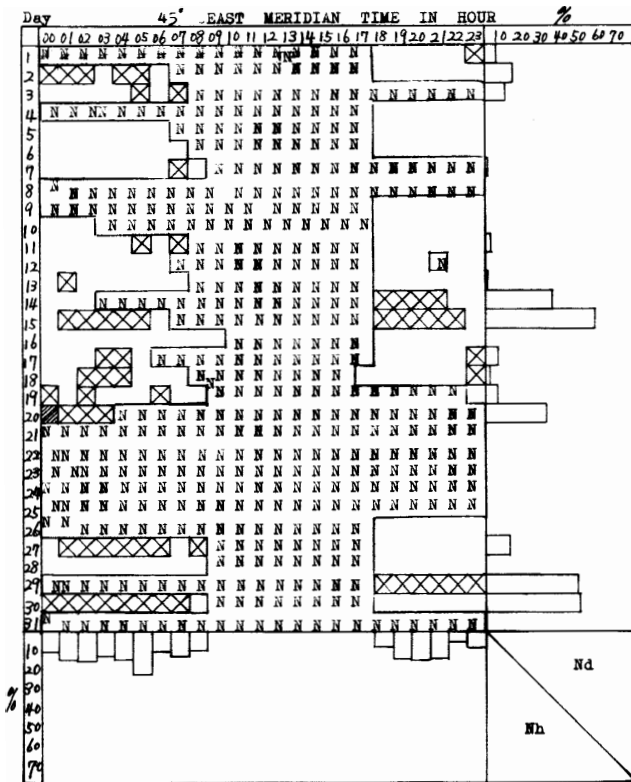 Day 45° EAST MERIDIAN TIME IN HOUR %
00 01 02 03 04 05 06 07 08 09 10 11 12 13 14 15 16 17 18 19 20 21 22 23 10 30 40 50 60 70
1 N N N N N N N N N N N N N N N N N N
2 N N N N N N N N N N N
3 N N N N N N N N N N N N N N N N
4 N N N N N N N N N N N N N N N N N N
5 N N N N N N N N N N N
6 N N N N N N N N N N
7 N N N N N N N N N N N N N N N
8 N N N N N N N N N N N N N N N N N N N N N N N N
9 N N N N N N N N N N N N N N N N N
10 N N N N N N N N N N N N N N N
11 N N N N N N N N N N
12 N N N N N N N N N N N N
13 N N N N N N N N N N
14 N N N N N N N N N N N N N N N
15 N N N N N N N N N N N
16 N N N N N N N
17 N N N N N N N N N N N N
18 N N N N N N N N N
19 N N N N N N N N N N N N N N
20 N N N N N N N N N N N N N N N N N N N N
21 N N N N N N N N N N N N N N N N N N N N N N N N
22 N N N N N N N N N N N N N N N N N N N N N N N
23 N N N N N N N N N N N N N N N N N N N N N N N N
24 N N N N N N N N N N N N N N N N N N N N N N N N
25 N N N N N N N N N N N N N N N N N N N N N N N N
26 N N N N N N N N N N N N N N N N N N
27 N N N N N N N N N
28 N N N N N N N N N
29 N N N N N N N N N N N N N N N N N N
30 N N N N N N N N N
31 N N N N N N N N N N N N N N N N N N N N N N N N
10
20
30
40
50
60
70
%
Nd
Nh